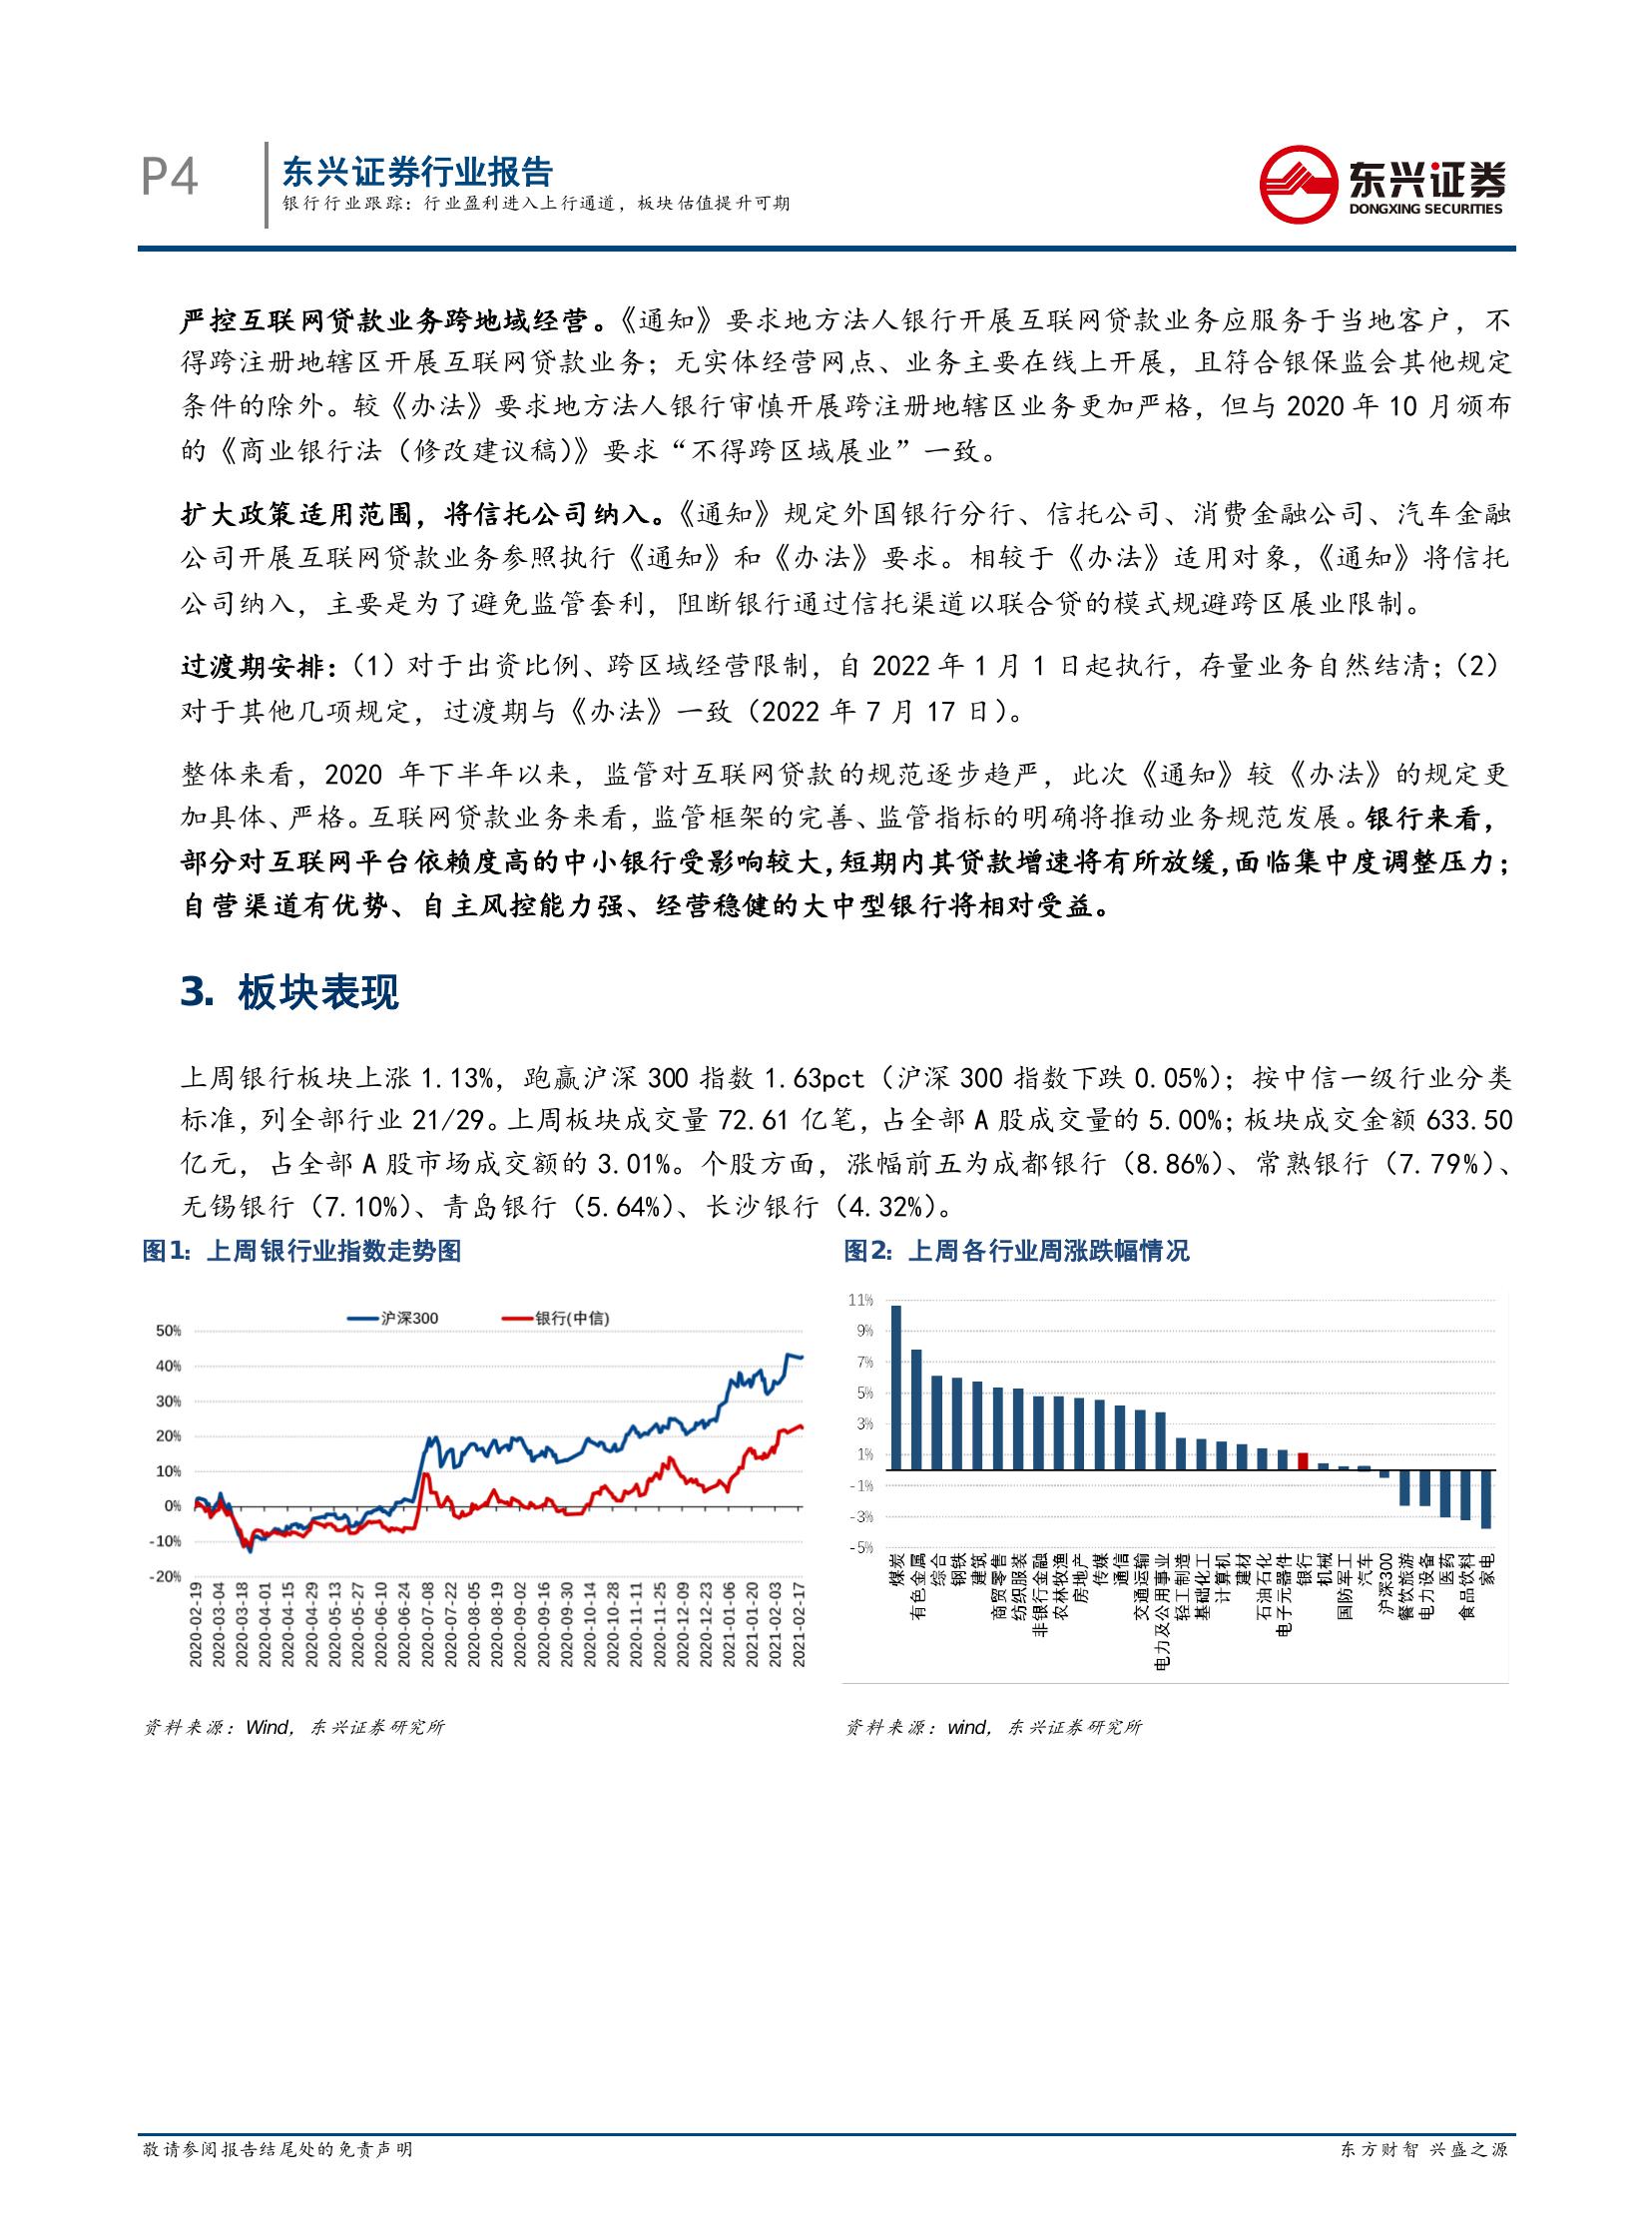 P4
东兴证券行业报告
银行行业跟踪：行业盈利进入上行通道，板块估值提升可期
东兴证券
DONGXING SECURITIES
严控互联网贷款业务跨地域经营。《通知》要求地方法人银行开展互联网贷款业务应服务于当地客户，不
得跨注册地辖区开展互联网贷款业务；无实体经营网点、业务主要在线上开展，且符合银保监会其他规定
条件的除外。较《办法》要求地方法人银行审慎开展跨注册地辖区业务更加严格，但与 2020 年 10 月颁布
的《商业银行法（修改建议稿）》要求“不得跨区域展业”一致。
扩大政策适用范围，将信托公司纳入。《通知》规定外国银行分行、信托公司、消费金融公司、汽车金融
公司开展互联网贷款业务参照执行《通知》和《办法》要求。相较于《办法》适用对象，《通知》将信托
公司纳入，主要是为了避免监管套利，阻断银行通过信托渠道以联合贷的模式规避跨区展业限制。
过渡期安排：（1）对于出资比例、跨区域经营限制，自 2022 年 1 月 1 日起执行，存量业务自然结清；（2）
对于其他几项规定，过渡期与《办法》一致（2022 年 7 月 17 日）。
整体来看，2020 年下半年以来，监管对互联网贷款的规范逐步趋严，此次《通知》较《办法》的规定更
加具体、严格。互联网贷款业务来看，监管框架的完善、监管指标的明确将推动业务规范发展。银行来看，
部分对互联网平台依赖度高的中小银行受影响较大，短期内其贷款增速将有所放缓，面临集中度调整压力；
自营渠道有优势、自主风控能力强、经营稳健的大中型银行将相对受益。
3. 板块表现
上周银行板块上涨 1.13%，跑赢沪深 300 指数 1.63pct（沪深 300 指数下跌 0.05%）；按中信一级行业分类
标准，列全部行业 21/29。上周板块成交量 72.61 亿笔，占全部 A 股成交量的 5.00%；板块成交金额 633.50
亿元，占全部 A 股市场成交额的 3.01%。个股方面，涨幅前五为成都银行（8.86%）、常熟银行（7.79%）、
无锡银行（7.10%）、青岛银行（5.64%）、长沙银行（4.32%）。
图1：上周银行业指数走势图
沪深300 银行(中信)
50%
40%
30%
20%
10%
0%
-10%
-20%
2020-02-19
2020-03-04
2020-03-18
2020-04-01
2020-04-15
2020-04-29
2020-05-13
2020-05-27
2020-06-10
2020-06-24
2020-07-08
2020-07-22
2020-08-05
2020-08-19
2020-09-02
2020-09-16
2020-09-30
2020-10-14
2020-10-28
2020-11-11
2020-11-25
2020-12-09
2020-12-23
2021-01-06
2021-01-20
2021-02-03
2021-02-17
资料来源：Wind，东兴证券研究所
图2：上周各行业周涨跌幅情况
11%
9%
7%
5%
3%
1%
-1%
-3%
-5%
煤炭
有色金属
综合
钢铁
建筑
商贸零售
纺织服装
非银行金融
农林牧渔
房地产
传媒
通信
交通运输
电力及公用事业
轻工制造
基础化工
计算机
建材
石油石化
电子元器件
银行
机械
国防军工
汽车
沪深300
餐饮旅游
电力设备
医药
食品饮料
家电
资料来源：wind，东兴证券研究所
敬请参阅报告结尾处的免责声明
东方财智 兴盛之源